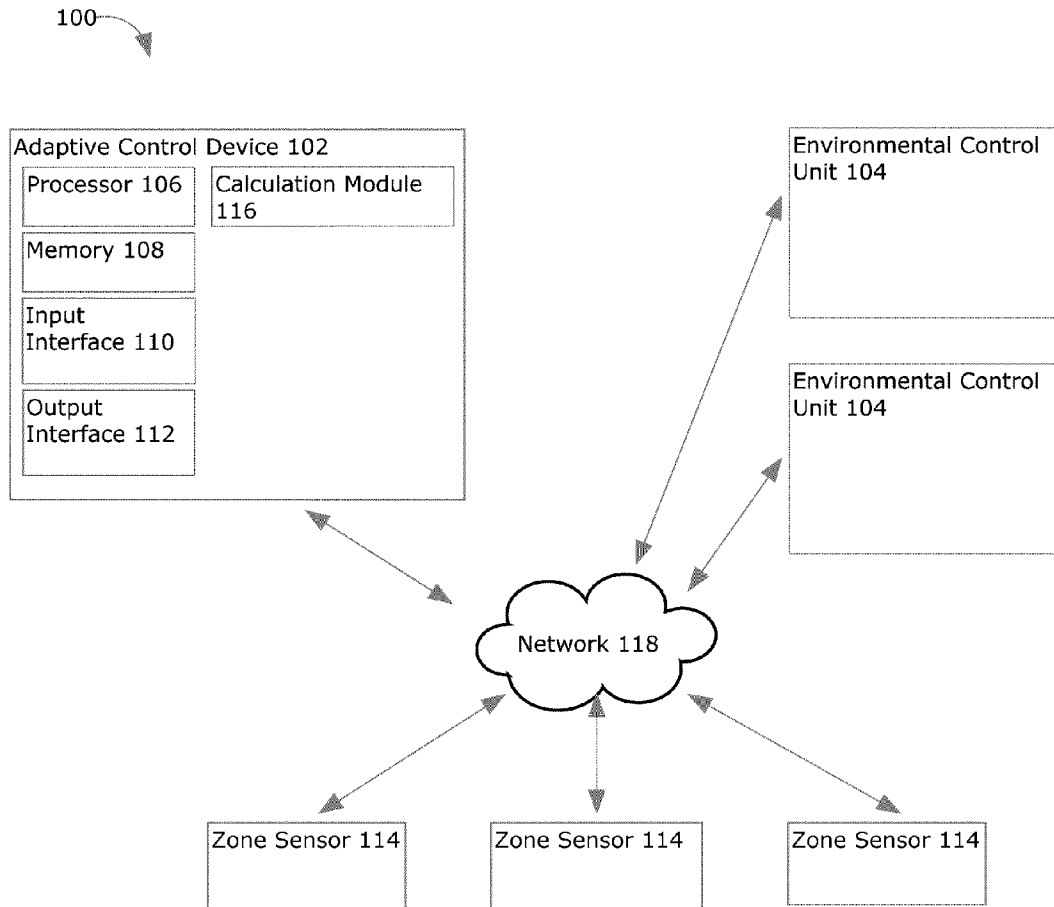 100
Adaptive Control Device 102
Processor 106
Calculation Module
116
Memory 108
Input
Interface 110
Output
Interface 112
Environmental Control
Unit 104
Environmental Control
Unit 104
Network 118
Zone Sensor 114
Zone Sensor 114
Zone Sensor 114